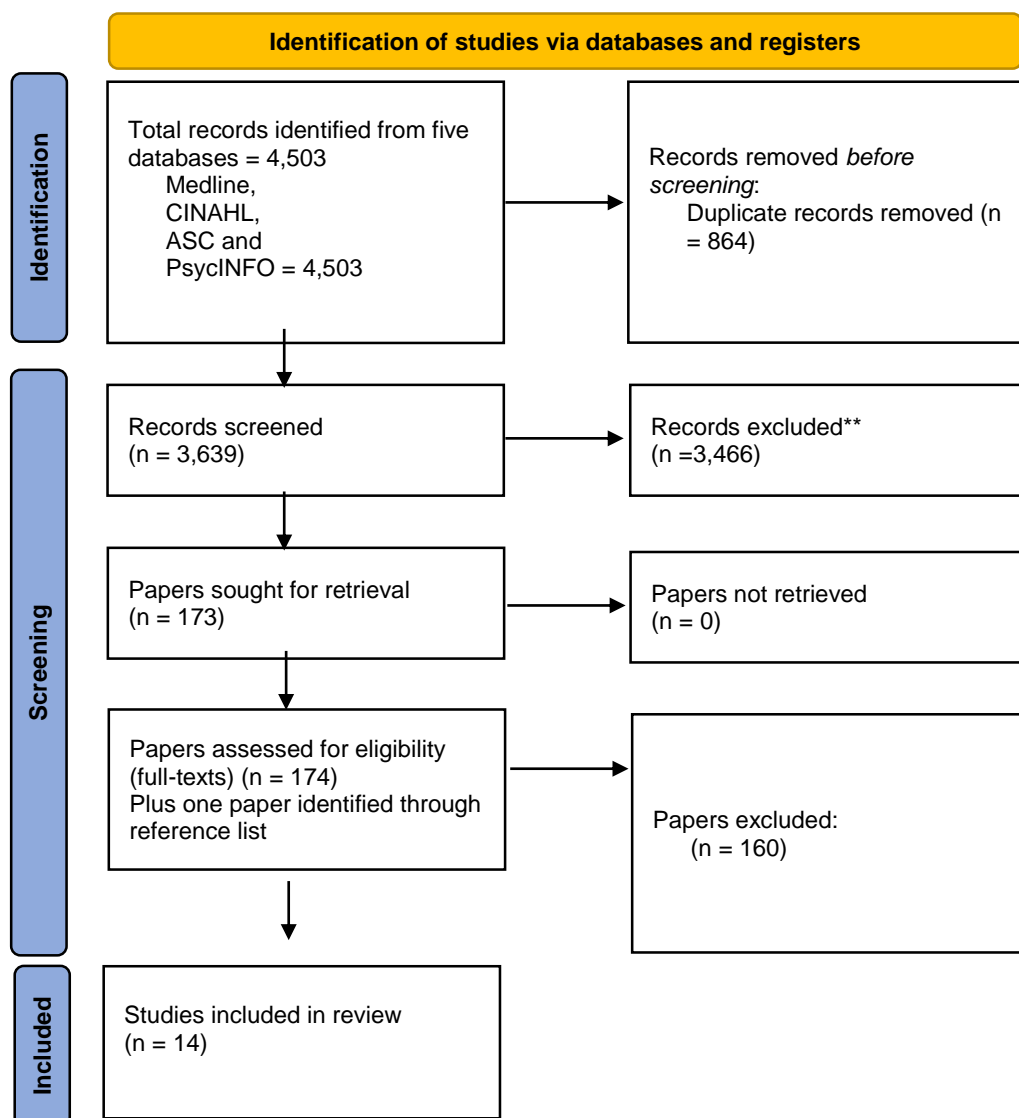 Identification of studies via databases and registers
Identification
Total records identified from five
databases = 4,503
Medline,
CINAHL,
ASC and
PsycINFO = 4,503
Records removed before
screening:
Duplicate records removed (n
= 864)
Screening
Records screened
(n = 3,639)
Records excluded**
(n =3,466)
Papers sought for retrieval
(n = 173)
Papers not retrieved
(n = 0)
Papers assessed for eligibility
(full-texts) (n = 174)
Plus one paper identified through
reference list
Papers excluded:
(n = 160)
Included
Studies included in review
(n = 14)